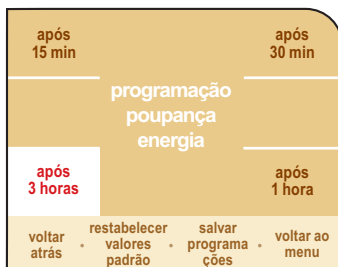 após
15 min
após
30 min
programação
poupança
energia
após
3 horas
após
1 hora
voltar
atrás
restabelecer
valores
padrão
salvar
programa
ções
voltar ao
menu